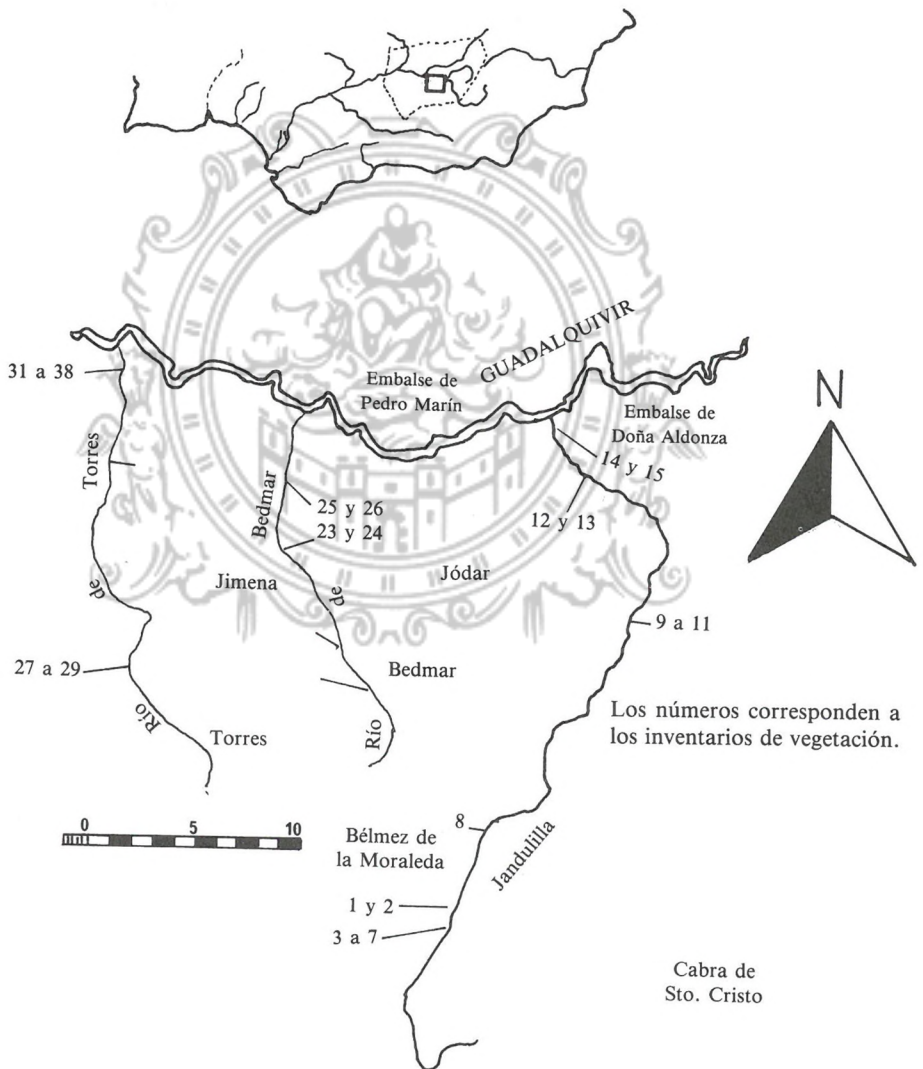 GUADALQUIVIR
N
31 a 38
Embalse de
Pedro Marín
Embalse de
Doña Aldonza
14 y 15
12 y 13
Torres
de
Río
Bedmar
de
Río
25 y 26
23 y 24
Jimena
Jódar
9 a 11
27 a 29
Bedmar
Torres
Los números corresponden a
los inventarios de vegetación.
0 5 10
8
Bélmez de
la Moraleda
Jandulilla
1 y 2
3 a 7
Cabra de
Sto. Cristo